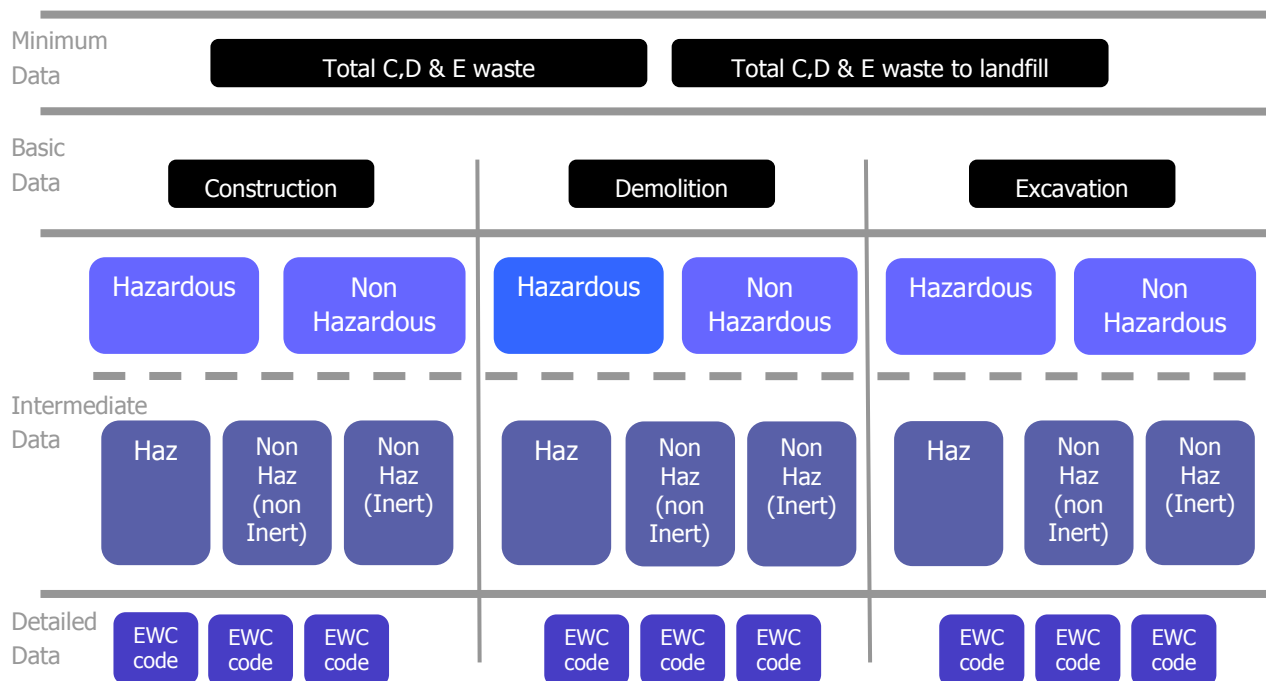 Minimum
Data
Total C,D & E waste
Total C,D & E waste to landfill
Basic
Data
Construction
Demolition
Excavation
Hazardous
Non
Hazardous
Hazardous
Non
Hazardous
Hazardous
Non
Hazardous
Intermediate
Data
Haz
Non
Haz
(non
Inert)
Non
Haz
(Inert)
Haz
Non
Haz
(non
Inert)
Non
Haz
(Inert)
Haz
Non
Haz
(non
Inert)
Non
Haz
(Inert)
Detailed
Data
EWC
code
EWC
code
EWC
code
EWC
code
EWC
code
EWC
code
EWC
code
EWC
code
EWC
code